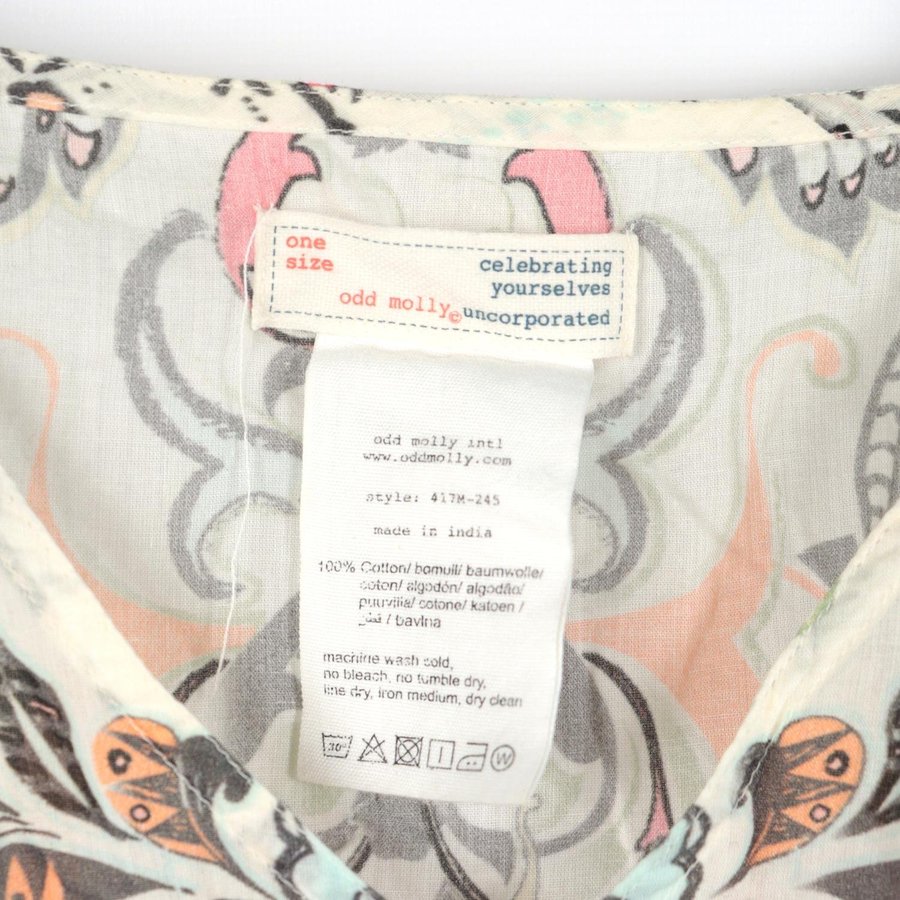 one
size
celebrating
yourselves
odd molly© uncorporated
odd molly intl
www.oddmolly.com
style: 417M-245
made in india
100% Cotton/ bomull/ baumwolle/
coton/ algodón/ algodão/
puuvilla/ cotone/ katoen /
قطن / bavlna
machine wash cold,
no bleach, no tumble dry,
line dry, iron medium, dry clean
30° W